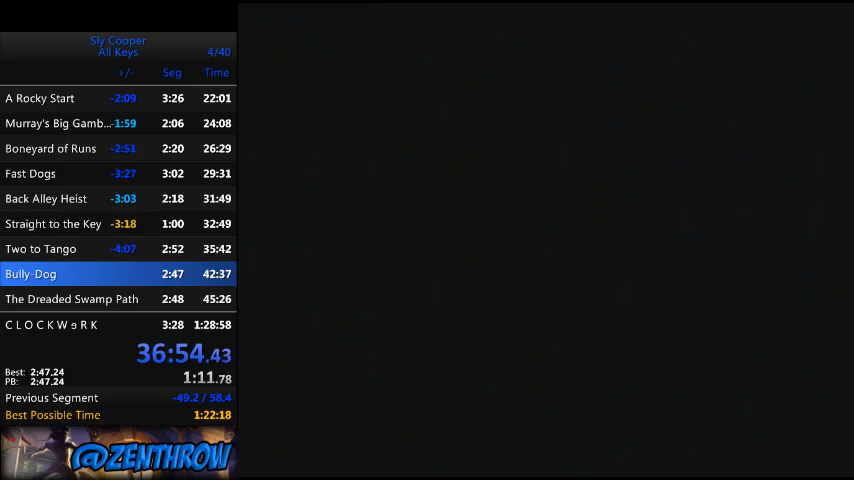 Sly Cooper
All Keys 4/40
+/- Seg Time
A Rocky Start -2:09 3:26 22:01
Murray's Big Gamb... -1:59 2:06 24:08
Boneyard of Runs -2:51 2:20 26:29
Fast Dogs -3:27 3:02 29:31
Back Alley Heist -3:03 2:18 31:49
Straight to the Key -3:18 1:00 32:49
Two to Tango -4:07 2:52 35:42
Bully-Dog 2:47 42:37
The Dreaded Swamp Path 2:48 45:26
C L O C K W ɘ R K 3:28 1:28:58
36:54.43
Best: 2:47.24
PB: 2:47.24 1:11.78
Previous Segment -49.2 / 58.4
Best Possible Time 1:22:18
@ZENTHROW